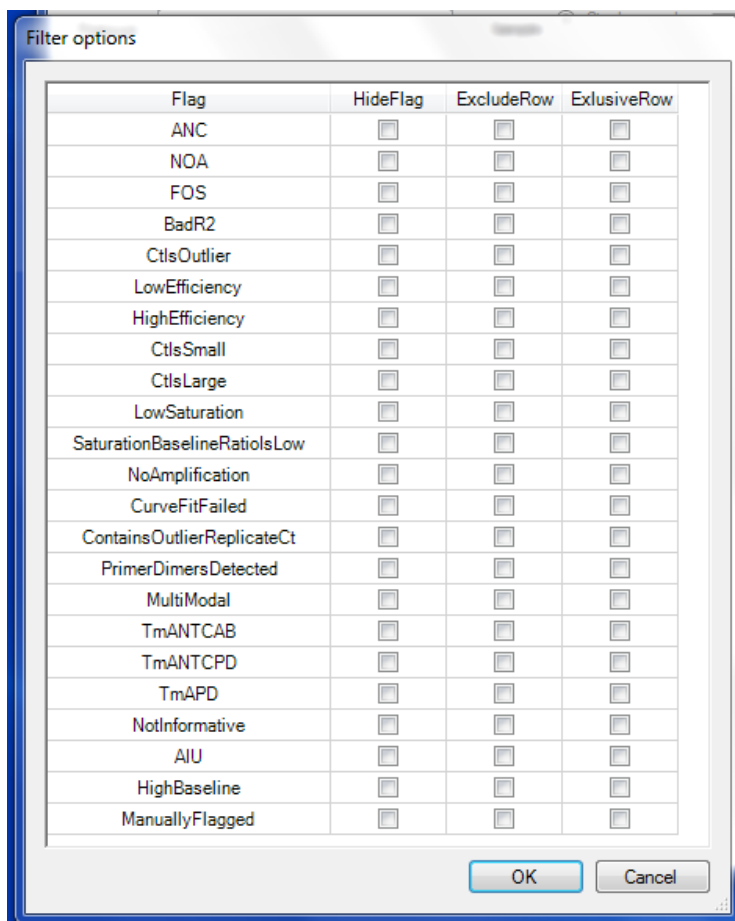 Filter options
Flag HideFlag ExcludeRow ExlusiveRow
ANC
NOA
FOS
BadR2
CtIsOutlier
LowEfficiency
HighEfficiency
CtIsSmall
CtIsLarge
LowSaturation
SaturationBaselineRatioIsLow
NoAmplification
CurveFitFailed
ContainsOutlierReplicateCt
PrimerDimersDetected
MultiModal
TmANTCAB
TmANTCPD
TmAPD
NotInformative
AIU
HighBaseline
ManuallyFlagged
OK Cancel